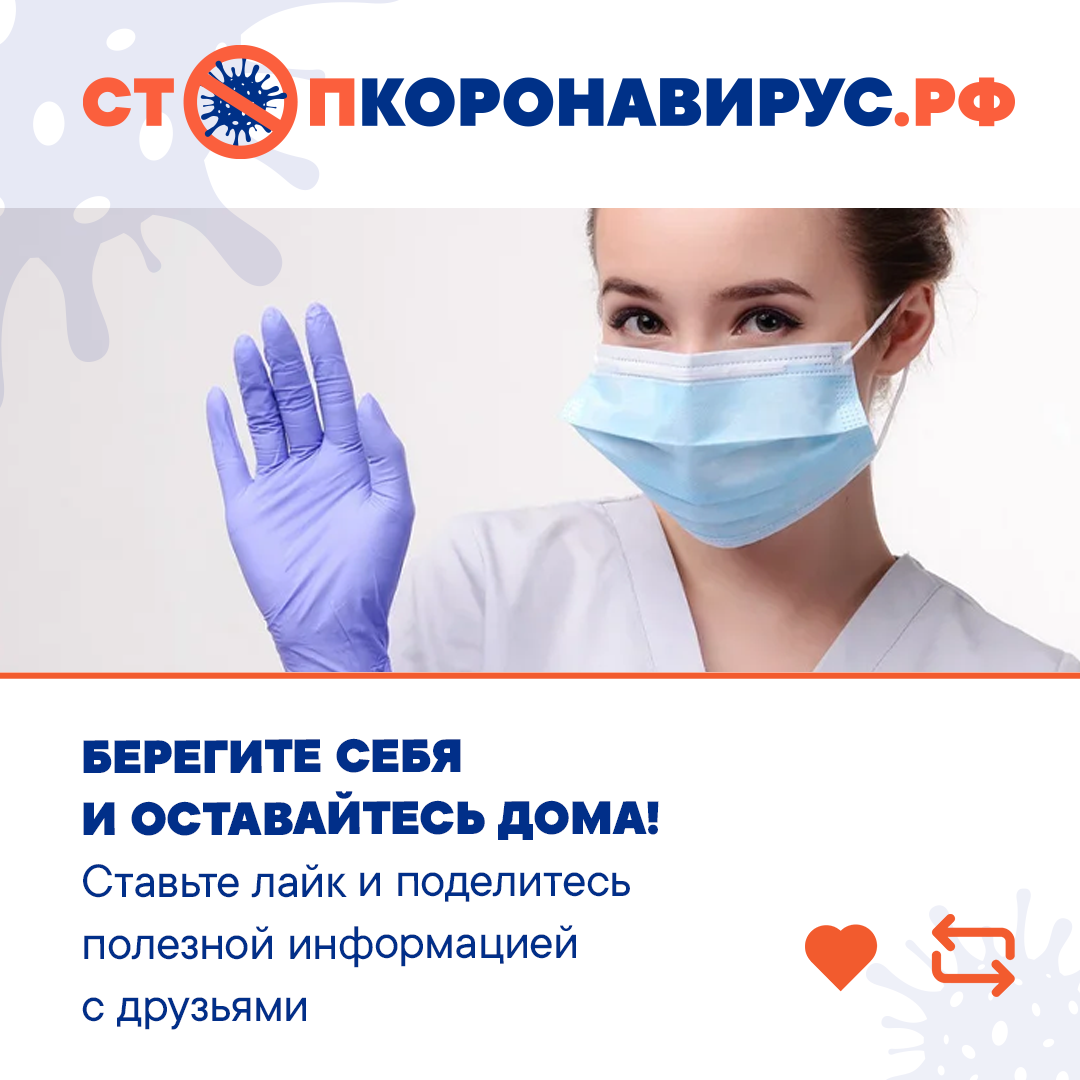 СТОПКОРОНАВИРУС.РФ
БЕРЕГИТЕ СЕБЯ
И ОСТАВАЙТЕСЬ ДОМА!
Ставьте лайк и поделитесь
полезной информацией
с друзьями